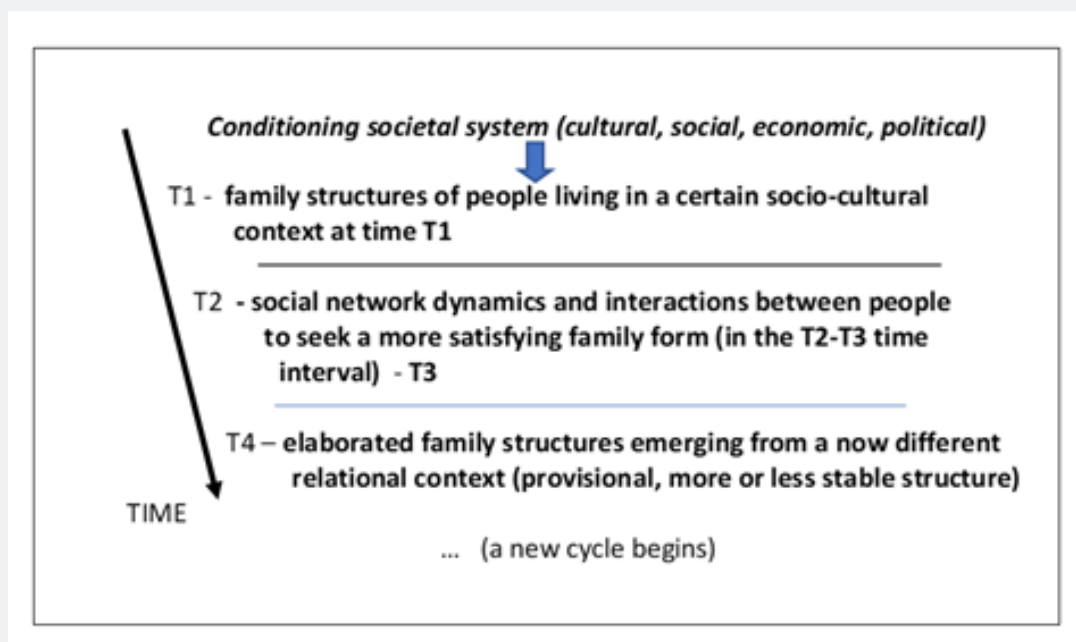 Conditioning societal system (cultural, social, economic, political)
T1 - family structures of people living in a certain socio-cultural
context at time T1
T2 - social network dynamics and interactions between people
to seek a more satisfying family form (in the T2-T3 time
interval) - T3
T4 – elaborated family structures emerging from a now different
relational context (provisional, more or less stable structure)
TIME
... (a new cycle begins)